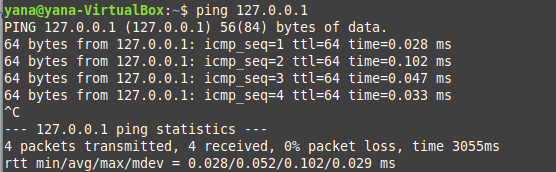 yana@yana-VirtualBox:~$ ping 127.0.0.1
PING 127.0.0.1 (127.0.0.1) 56(84) bytes of data.
64 bytes from 127.0.0.1: icmp_seq=1 ttl=64 time=0.028 ms
64 bytes from 127.0.0.1: icmp_seq=2 ttl=64 time=0.102 ms
64 bytes from 127.0.0.1: icmp_seq=3 ttl=64 time=0.047 ms
64 bytes from 127.0.0.1: icmp_seq=4 ttl=64 time=0.033 ms
^C
--- 127.0.0.1 ping statistics ---
4 packets transmitted, 4 received, 0% packet loss, time 3055ms
rtt min/avg/max/mdev = 0.028/0.052/0.102/0.029 ms